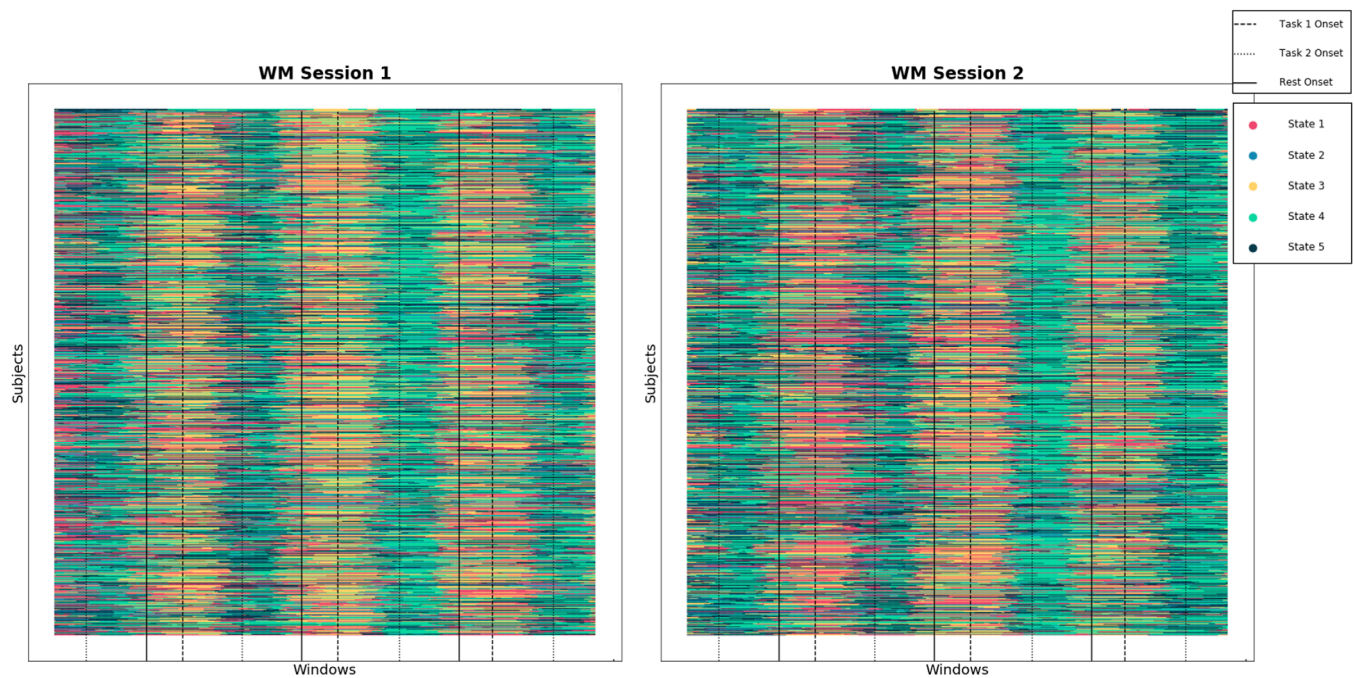 Task 1 Onset
Task 2 Onset
Rest Onset
WM Session 1
WM Session 2
State 1
State 2
State 3
State 4
State 5
Subjects
Subjects
Windows
Windows